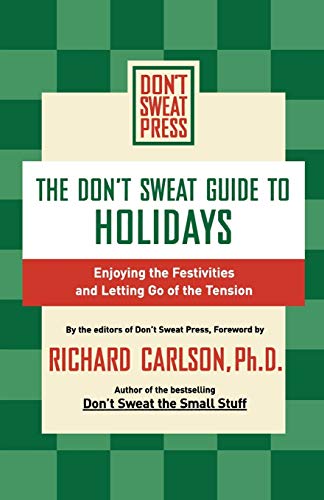 DON'T
SWEAT
PRESS
THE DON'T SWEAT GUIDE TO
HOLIDAYS
Enjoying the Festivities
and Letting Go of the Tension
By the editors of Don't Sweat Press, Foreword by
RICHARD CARLSON, Ph.D.
Author of the bestselling
Don't Sweat the Small Stuff